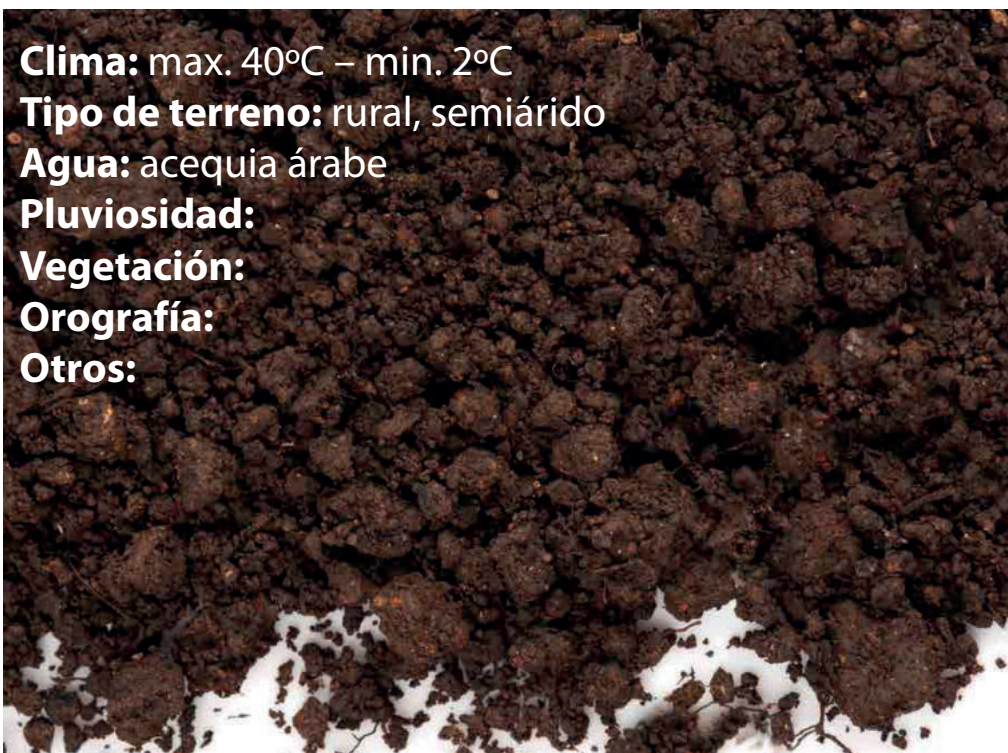 Clima: max. 40ºC – min. 2ºC
Tipo de terreno: rural, semiárido
Agua: acequia árabe
Pluviosidad:
Vegetación:
Orografía:
Otros: